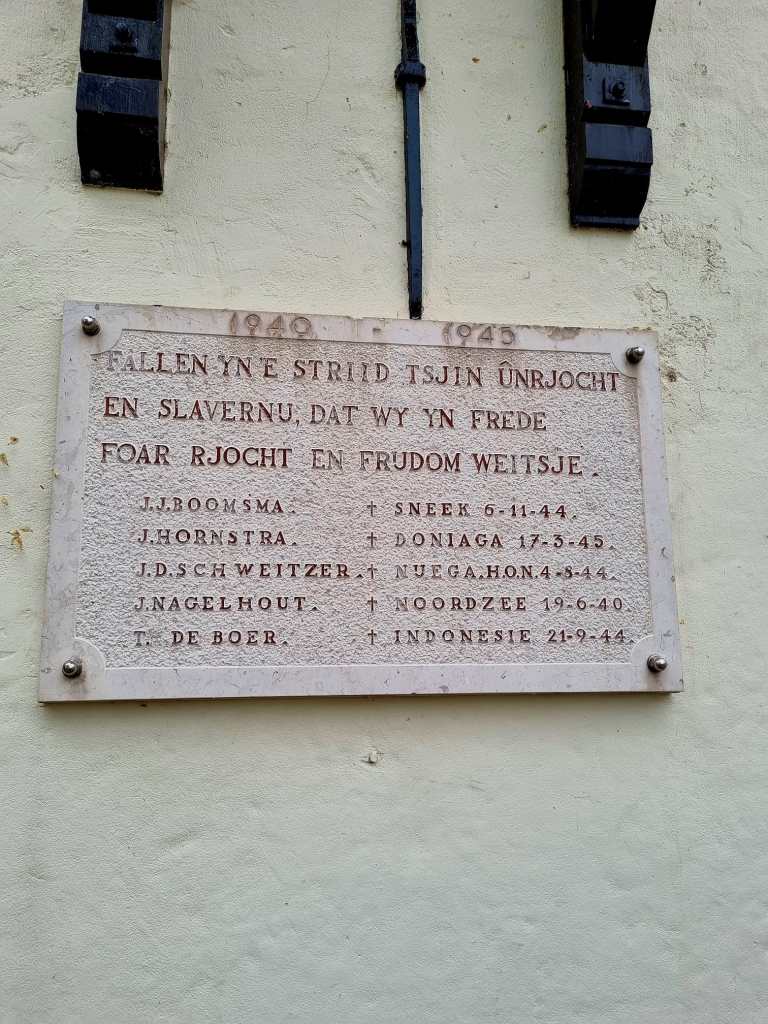 1940 - 1945
FALLEN YN'E STRIID TSJIN ÛNRJOCHT
EN SLAVERNIJ, DAT WY YN FREDE
FOAR RJOCHT EN FRIJDOM WEITSJE.
J.J.BOOMSMA. † SNEEK 6-11-44.
J.HORNSTRA. † DONIAGA 17-3-45.
J.D.SCHWEITZER. † NUEGA.HON. 4-8-44.
J.NAGELHOUT. † NOORDZEE 19-6-40.
T. DE BOER. † INDONESIE 21-9-44.